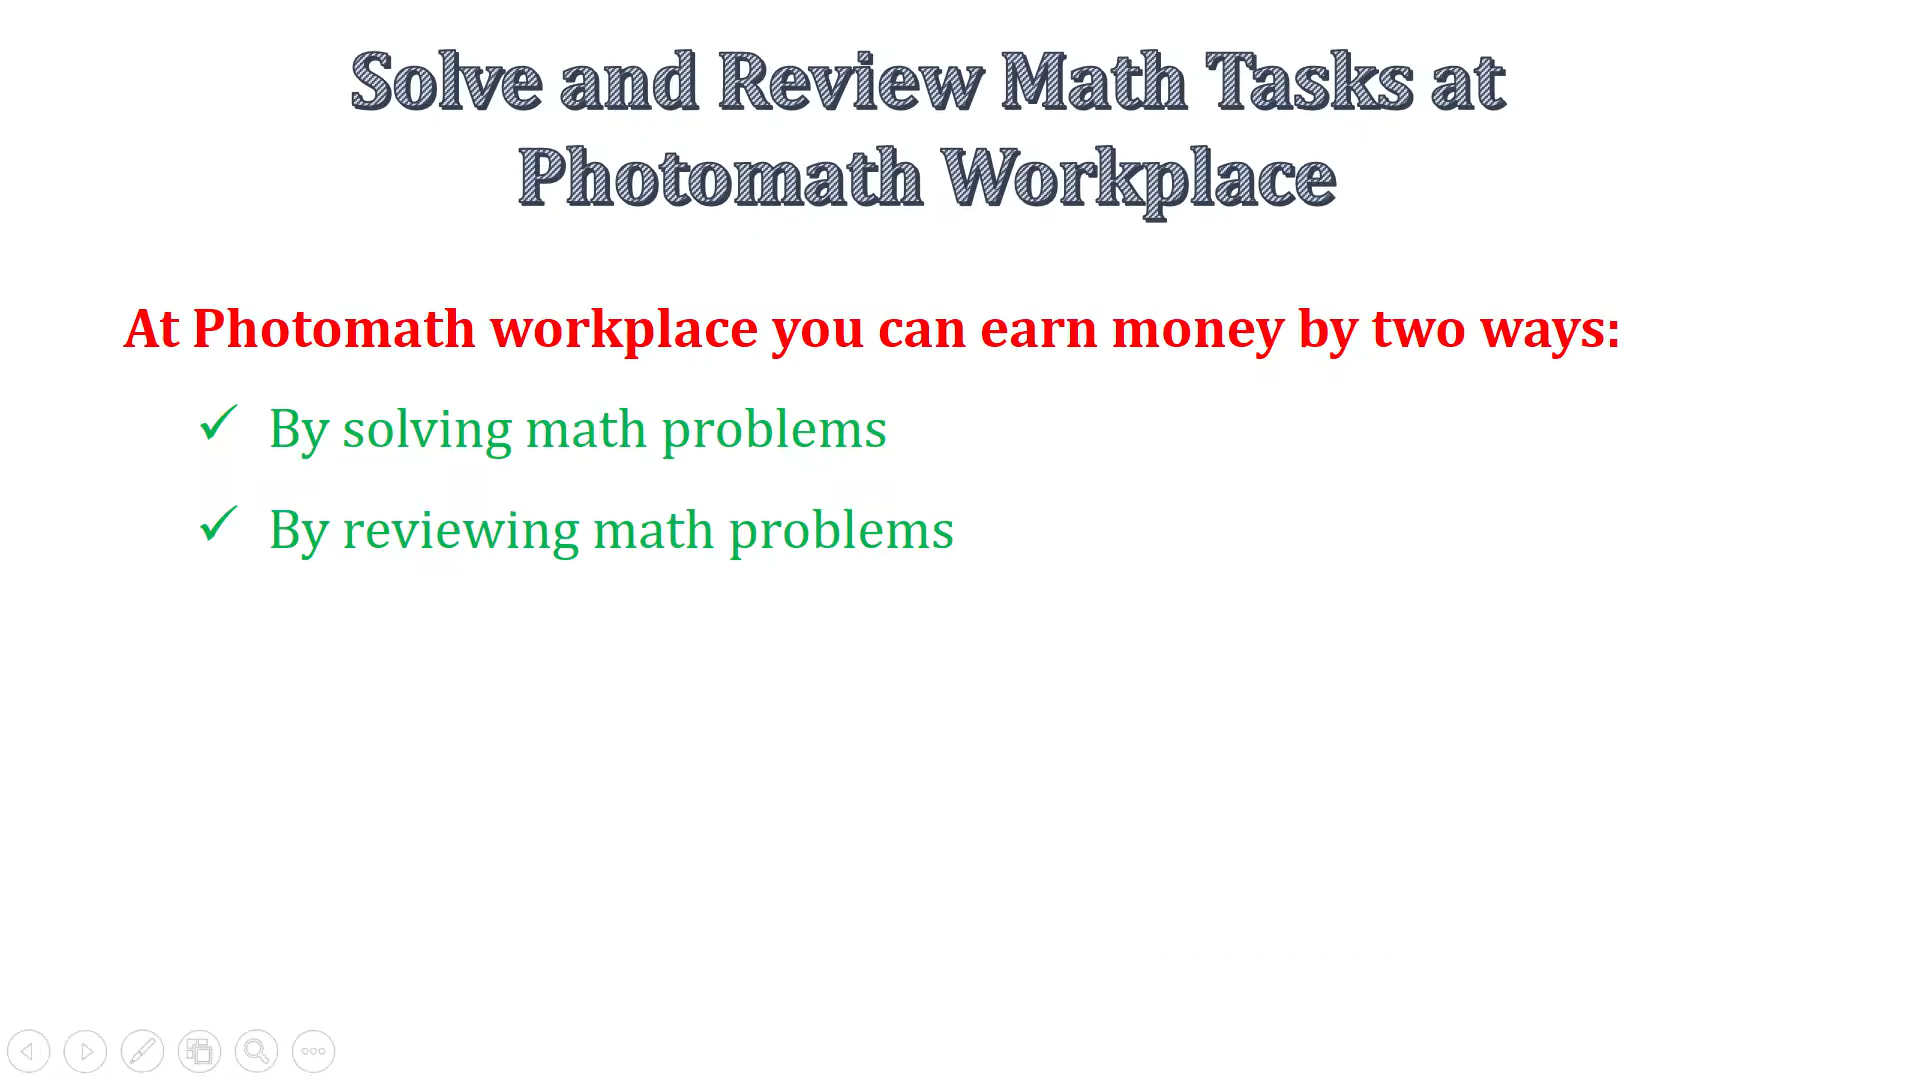 Solve and Review Math Tasks at
Photomath Workplace
At Photomath workplace you can earn money by two ways:
✓ By solving math problems
✓ By reviewing math problems